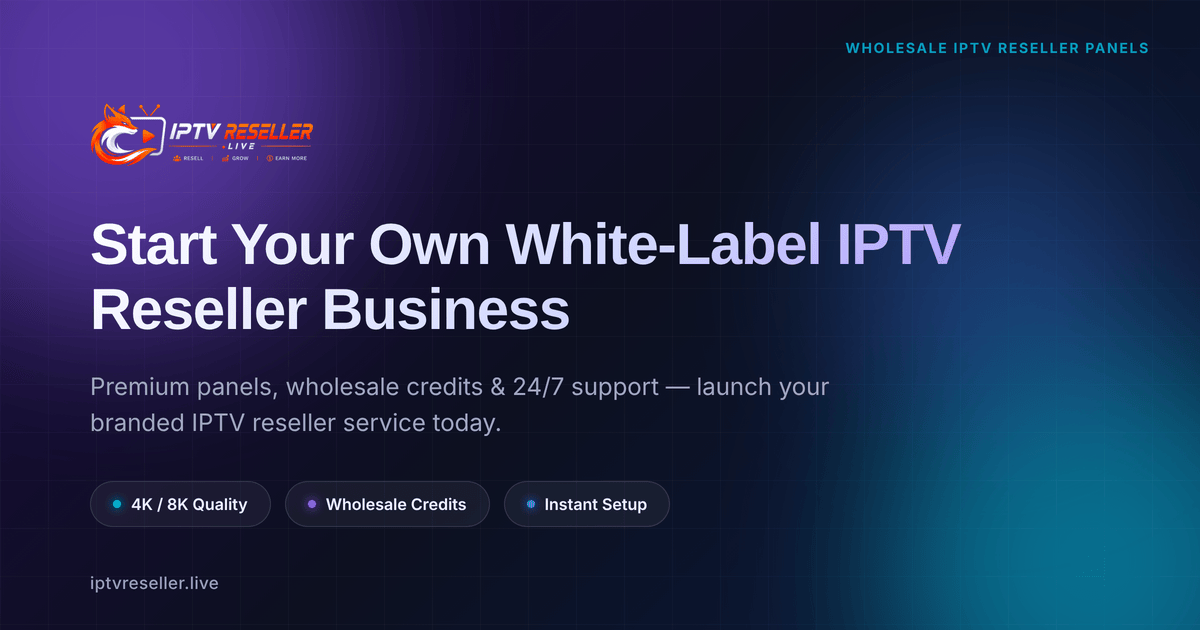 WHOLESALE IPTV RESELLER PANELS
IPTV RESELLER
.LIVE
RESELL | GROW | EARN MORE
Start Your Own White-Label IPTV
Reseller Business
Premium panels, wholesale credits & 24/7 support — launch your
branded IPTV reseller service today.
4K / 8K Quality
Wholesale Credits
Instant Setup
iptvreseller.live